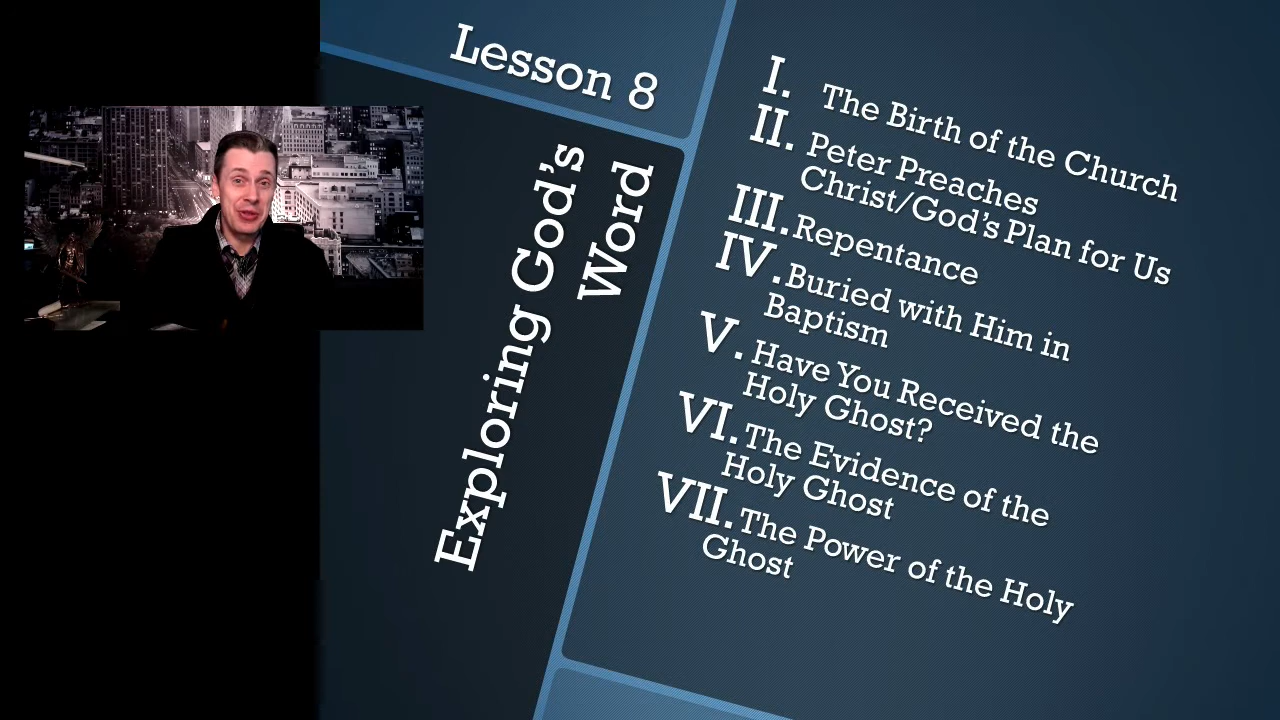 Lesson 8
Exploring God's
Word
I. The Birth of the Church
II. Peter Preaches
Christ/God's Plan for Us
III. Repentance
IV. Buried with Him in
Baptism
V. Have You Received the
Holy Ghost?
VI. The Evidence of the
Holy Ghost
VII. The Power of the Holy
Ghost